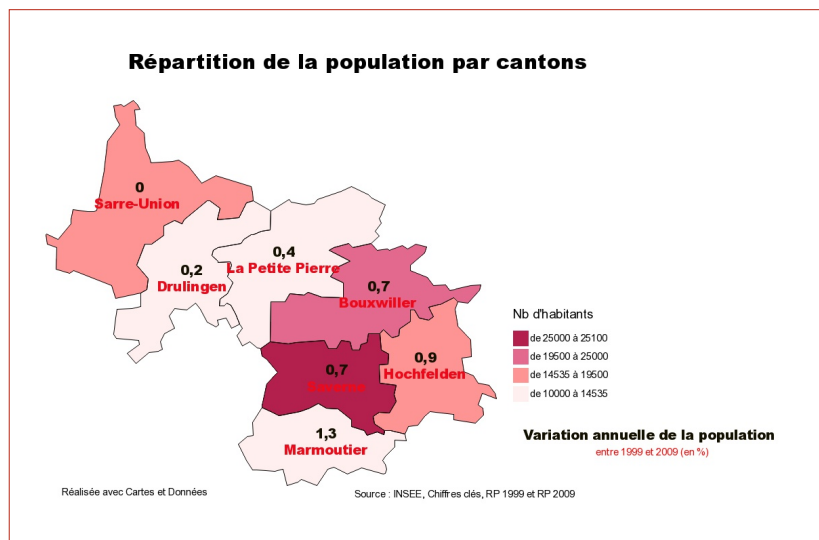 Répartition de la population par cantons
0
Sarre-Union
0,4
La Petite Pierre
0,2
Drulingen
0,7
Bouxwiller
Nb d'habitants
de 25000 à 25100
de 19500 à 25000
de 14535 à 19500
de 10000 à 14535
0,9
Hochfelden
0,7
Saverne
1,3
Marmoutier
Variation annuelle de la population
entre 1999 et 2009 (en %)
Réalisée avec Cartes et Données
Source : INSEE, Chiffres clés, RP 1999 et RP 2009